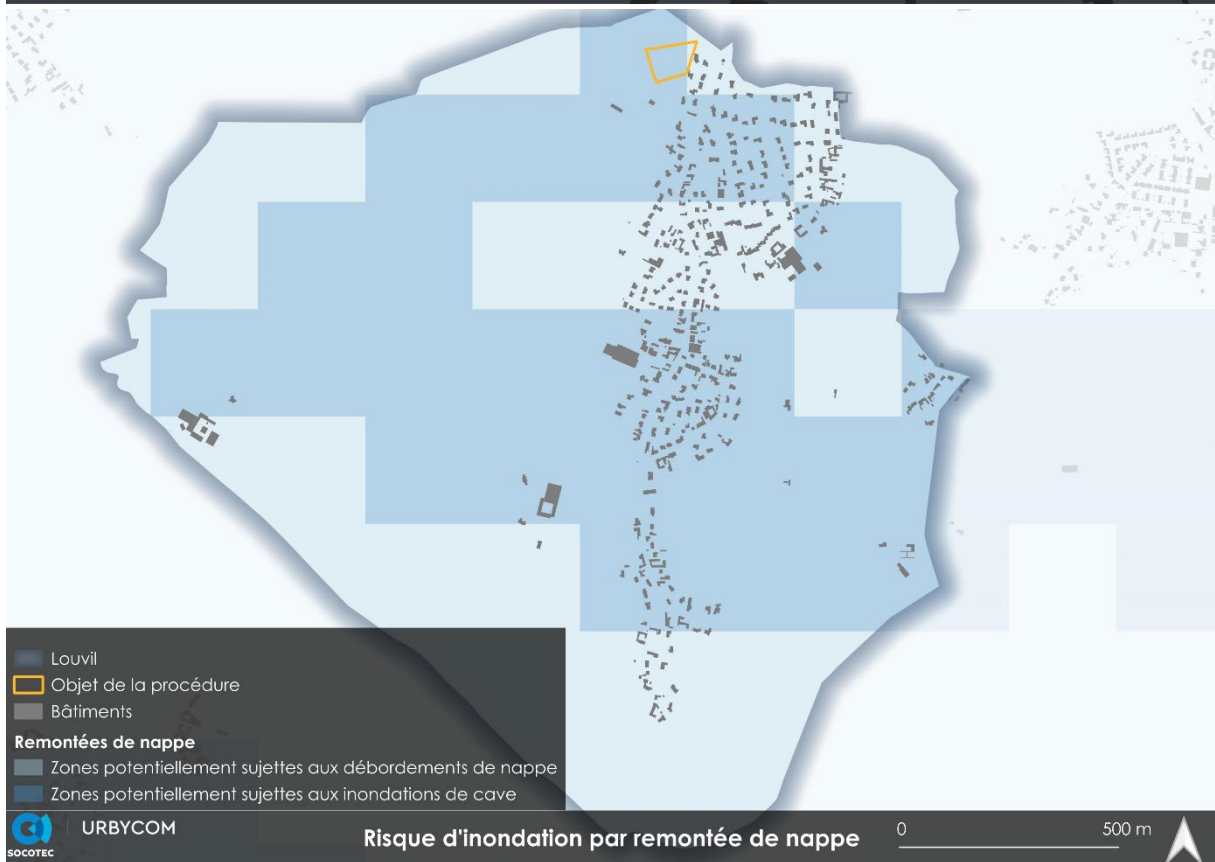 Louvil
Objet de la procédure
Bâtiments
Remontées de nappe
Zones potentiellement sujettes aux débordements de nappe
Zones potentiellement sujettes aux inondations de cave
SOCOTEC
URBYCOM
Risque d'inondation par remontée de nappe
0 500 m